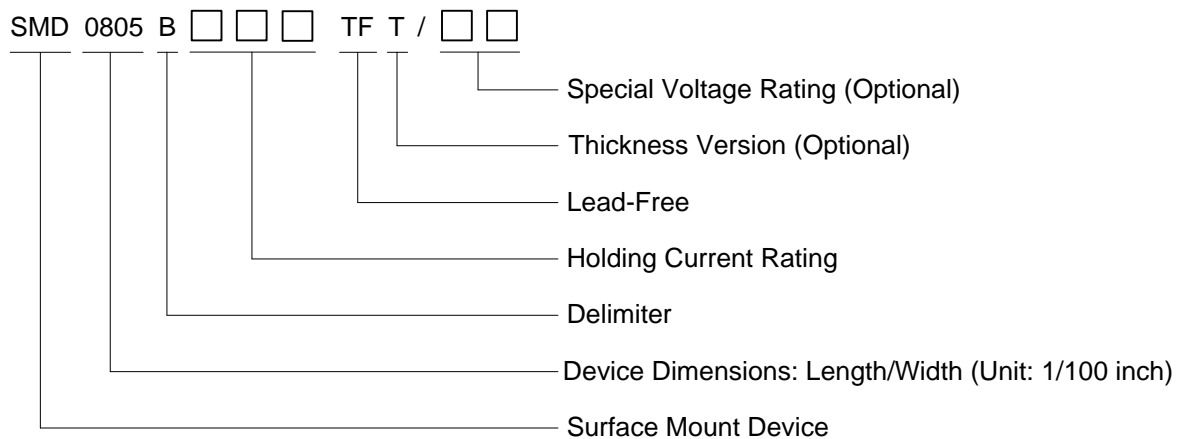 SMD 0805 B □ □ □ TF T / □ □
Special Voltage Rating (Optional)
Thickness Version (Optional)
Lead-Free
Holding Current Rating
Delimiter
Device Dimensions: Length/Width (Unit: 1/100 inch)
Surface Mount Device